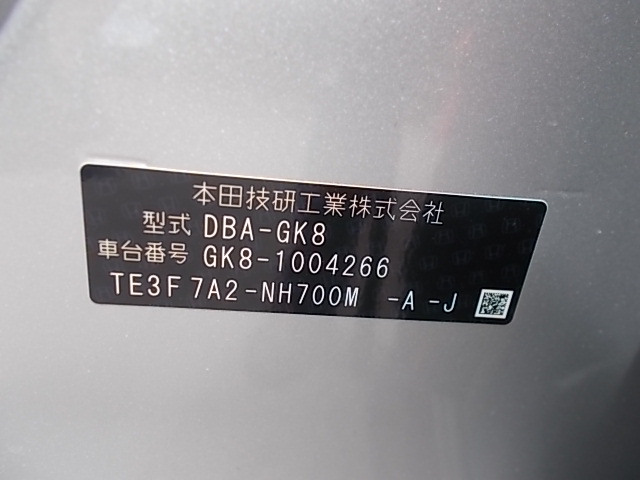 本田技研工業株式会社
型式 DBA-GK8
車台番号 GK8-1004266
TE3F7A2-NH700M -A -J